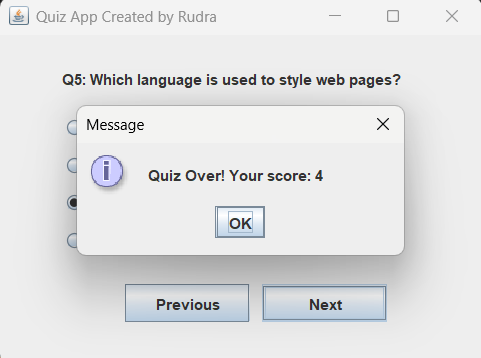 Quiz App Created by Rudra
Q5: Which language is used to style web pages?
Message
Quiz Over! Your score: 4
OK
Previous
Next